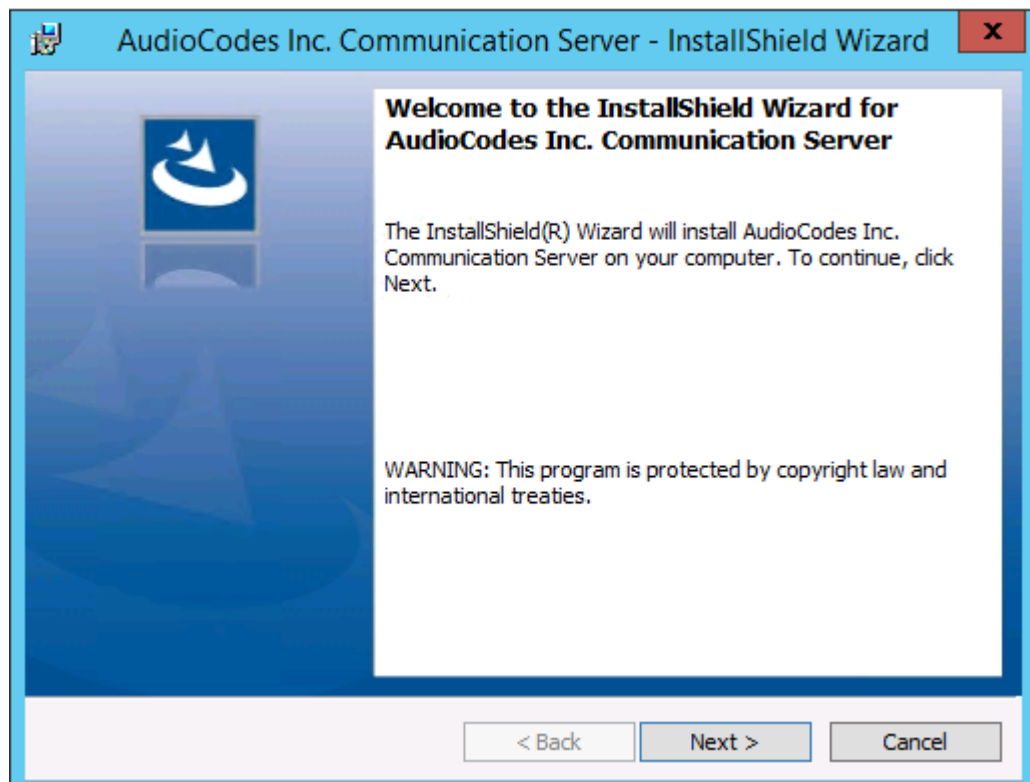 AudioCodes Inc. Communication Server - InstallShield Wizard
x
Welcome to the InstallShield Wizard for
AudioCodes Inc. Communication Server
The InstallShield(R) Wizard will install AudioCodes Inc.
Communication Server on your computer. To continue, click
Next.
WARNING: This program is protected by copyright law and
international treaties.
< Back
Next >
Cancel